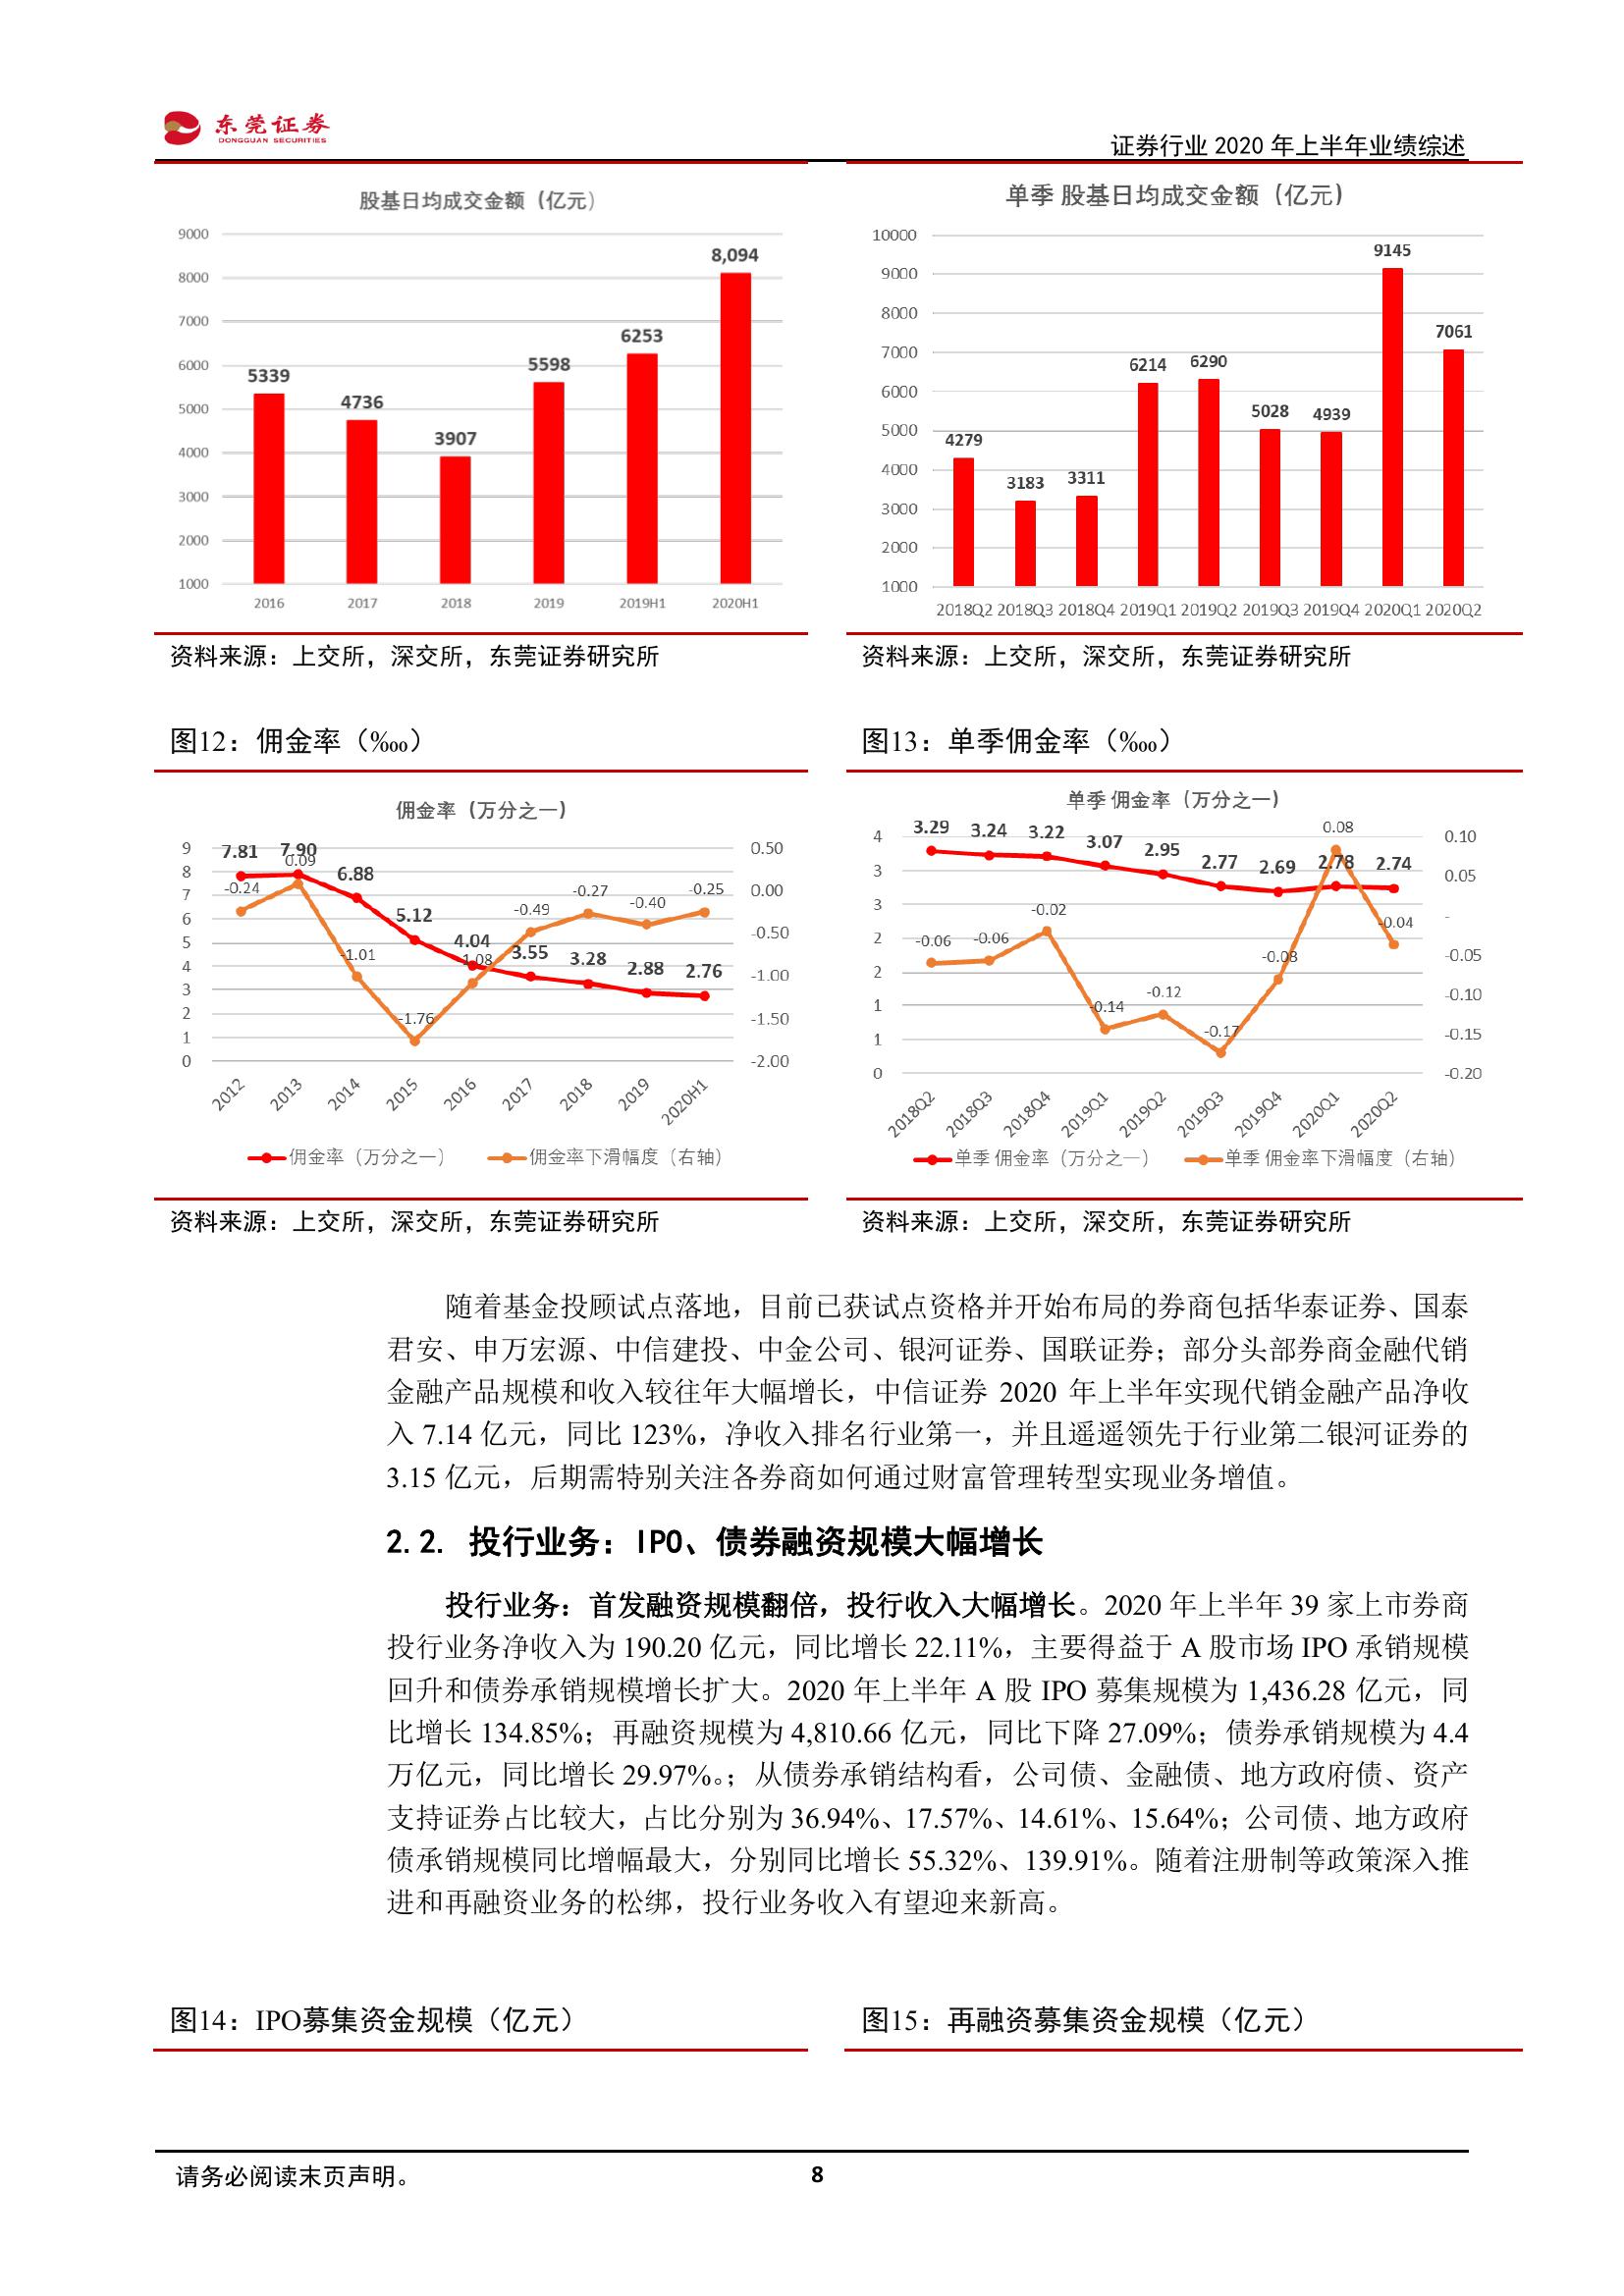 东莞证券
DONGGUAN SECURITIES
证券行业 2020 年上半年业绩综述
股基日均成交金额（亿元）
9000
8000
7000
6000
5000
4000
3000
2000
1000
5339
4736
3907
5598
6253
8,094
2016 2017 2018 2019 2019H1 2020H1
单季 股基日均成交金额（亿元）
10000
9000
8000
7000
6000
5000
4000
3000
2000
1000
4279
3183
3311
6214
6290
5028
4939
9145
7061
2018Q2 2018Q3 2018Q4 2019Q1 2019Q2 2019Q3 2019Q4 2020Q1 2020Q2
资料来源：上交所，深交所，东莞证券研究所
资料来源：上交所，深交所，东莞证券研究所
图12：佣金率（‱）
图13：单季佣金率（‱）
佣金率（万分之一）
9
8
7
6
5
4
3
2
1
0
7.81 7.90 6.88 5.12 4.04 3.55 3.28 2.88 2.76
-0.24 0.09 -1.01 -1.76 -1.08 -0.49 -0.27 -0.40 -0.25
0.50
0.00
-0.50
-1.00
-1.50
-2.00
2012 2013 2014 2015 2016 2017 2018 2019 2020H1
佣金率（万分之一） 佣金率下滑幅度（右轴）
单季 佣金率（万分之一）
4
3
3
2
2
1
1
0
3.29 3.24 3.22 3.07 2.95 2.77 2.69 2.78 2.74
-0.06 -0.06 -0.02 -0.14 -0.12 -0.17 -0.08 0.08 -0.04
0.10
0.05
-
-0.05
-0.10
-0.15
-0.20
2018Q2 2018Q3 2018Q4 2019Q1 2019Q2 2019Q3 2019Q4 2020Q1 2020Q2
单季 佣金率（万分之一） 单季 佣金率下滑幅度（右轴）
资料来源：上交所，深交所，东莞证券研究所
资料来源：上交所，深交所，东莞证券研究所
随着基金投顾试点落地，目前已获试点资格并开始布局的券商包括华泰证券、国泰
君安、申万宏源、中信建投、中金公司、银河证券、国联证券；部分头部券商金融代销
金融产品规模和收入较往年大幅增长，中信证券 2020 年上半年实现代销金融产品净收
入 7.14 亿元，同比 123%，净收入排名行业第一，并且遥遥领先于行业第二银河证券的
3.15 亿元，后期需特别关注各券商如何通过财富管理转型实现业务增值。
2.2. 投行业务：IPO、债券融资规模大幅增长
投行业务：首发融资规模翻倍，投行收入大幅增长。2020 年上半年 39 家上市券商
投行业务净收入为 190.20 亿元，同比增长 22.11%，主要得益于 A 股市场 IPO 承销规模
回升和债券承销规模增长扩大。2020 年上半年 A 股 IPO 募集规模为 1,436.28 亿元，同
比增长 134.85%；再融资规模为 4,810.66 亿元，同比下降 27.09%；债券承销规模为 4.4
万亿元，同比增长 29.97%。；从债券承销结构看，公司债、金融债、地方政府债、资产
支持证券占比较大，占比分别为 36.94%、17.57%、14.61%、15.64%；公司债、地方政府
债承销规模同比增幅最大，分别同比增长 55.32%、139.91%。随着注册制等政策深入推
进和再融资业务的松绑，投行业务收入有望迎来新高。
图14：IPO募集资金规模（亿元）
图15：再融资募集资金规模（亿元）
请务必阅读末页声明。
8